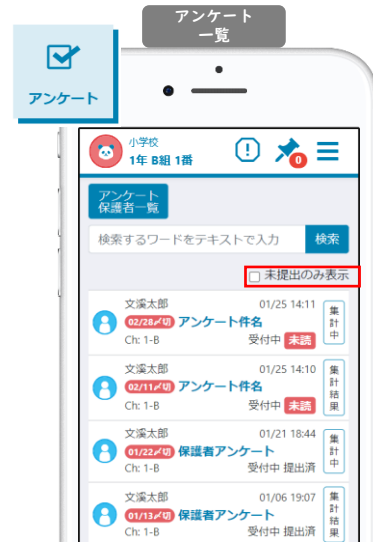 アンケート
一覧
アンケート
小学校
1年 B組 1番
0
アンケート
保護者一覧
検索するワードをテキストで入力
検索
未提出のみ表示
文溪太郎 01/25 14:11
02/28〆切 アンケート件名
Ch: 1-B 受付中 未読
集計中
文溪太郎 01/25 14:10
02/11〆切 アンケート件名
Ch: 1-B 受付中 未読
集計結果
文溪太郎 01/21 18:44
01/22〆切 保護者アンケート
Ch: 1-B 受付中 提出済
集計中
文溪太郎 01/06 19:07
01/13〆切 保護者アンケート
Ch: 1-B 受付中 提出済
集計結果